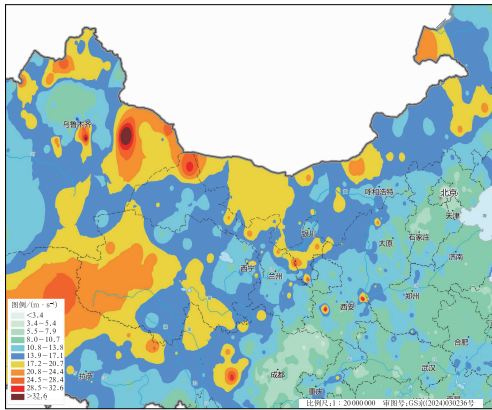 乌鲁木齐
呼和浩特
北京
天津
银川
太原
石家庄
济南
西宁
兰州
郑州
西安
合肥
拉萨
成都
武汉
重庆
图例/(m·s⁻¹)
<3.4
3.4~5.4
5.5~7.9
8.0~10.7
10.8~13.8
13.9~17.1
17.2~20.7
20.8~24.4
24.5~28.4
28.5~32.6
>32.6
比例尺:1∶20 000 000 审图号:GS京(2024)0236号